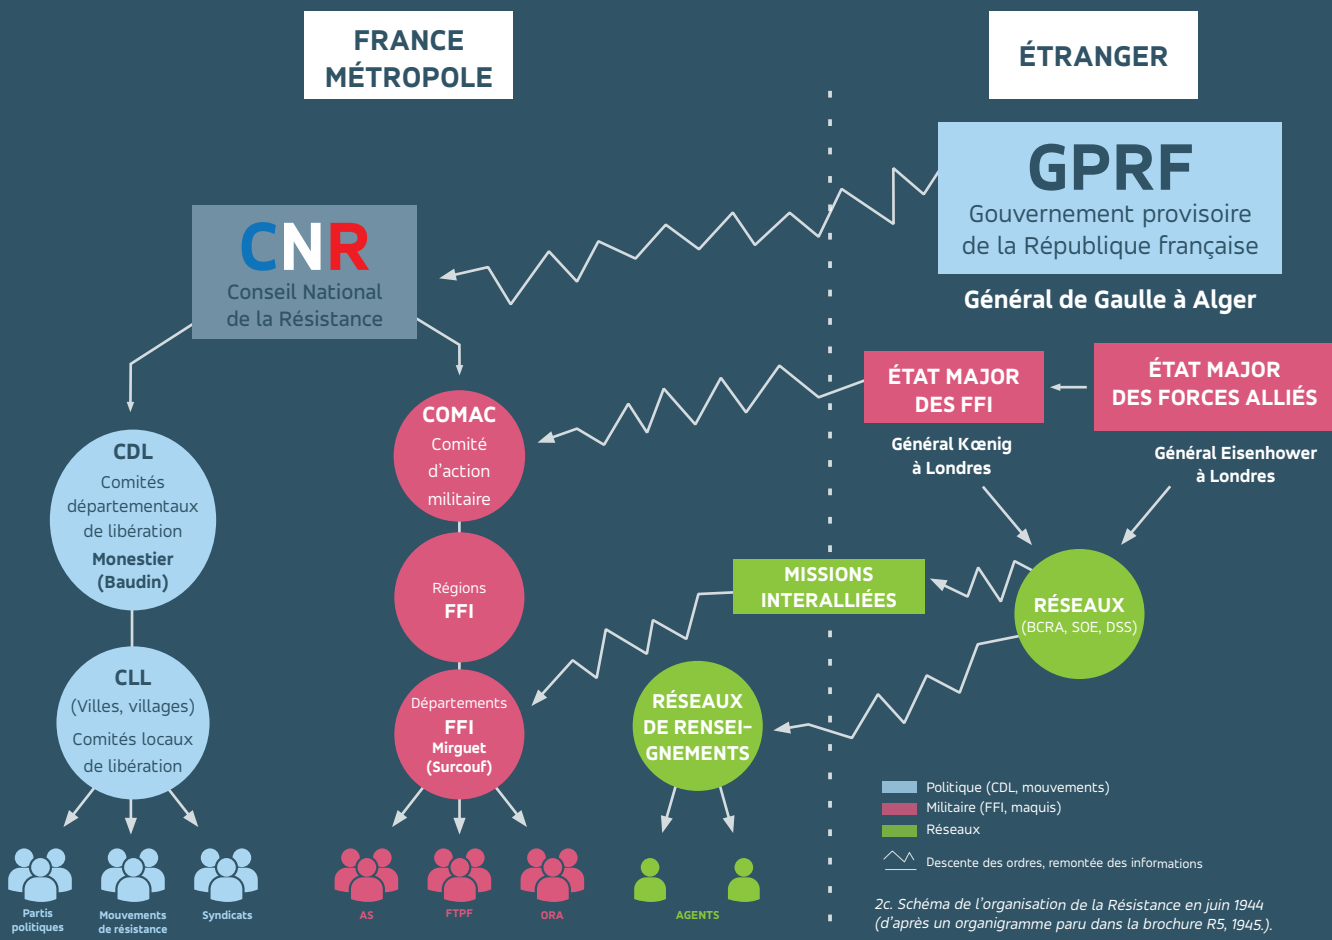 FRANCE
MÉTROPOLE
ÉTRANGER
GPRF
Gouvernement provisoire
de la République française
Général de Gaulle à Alger
CNR
Conseil National
de la Résistance
ÉTAT MAJOR
DES FFI
Général Kœnig
à Londres
ÉTAT MAJOR
DES FORCES ALLIÉS
Général Eisenhower
à Londres
CDL
Comités
départementaux
de libération
Monestier
(Baudin)
COMAC
Comité
d'action
militaire
Régions
FFI
MISSIONS
INTERALLIÉES
RÉSEAUX
(BCRA, SOE, DSS)
CLL
(Villes, villages)
Comités locaux
de libération
Départements
FFI
Mirguet
(Surcouf)
RÉSEAUX
DE RENSEI-
GNEMENTS
Partis
politiques
Mouvements
de résistance
Syndicats
AS
FTPF
ORA
AGENTS
Politique (CDL, mouvements)
Militaire (FFI, maquis)
Réseaux
Descente des ordres, remontée des informations
2c. Schéma de l'organisation de la Résistance en juin 1944
(d'après un organigramme paru dans la brochure R5, 1945.).